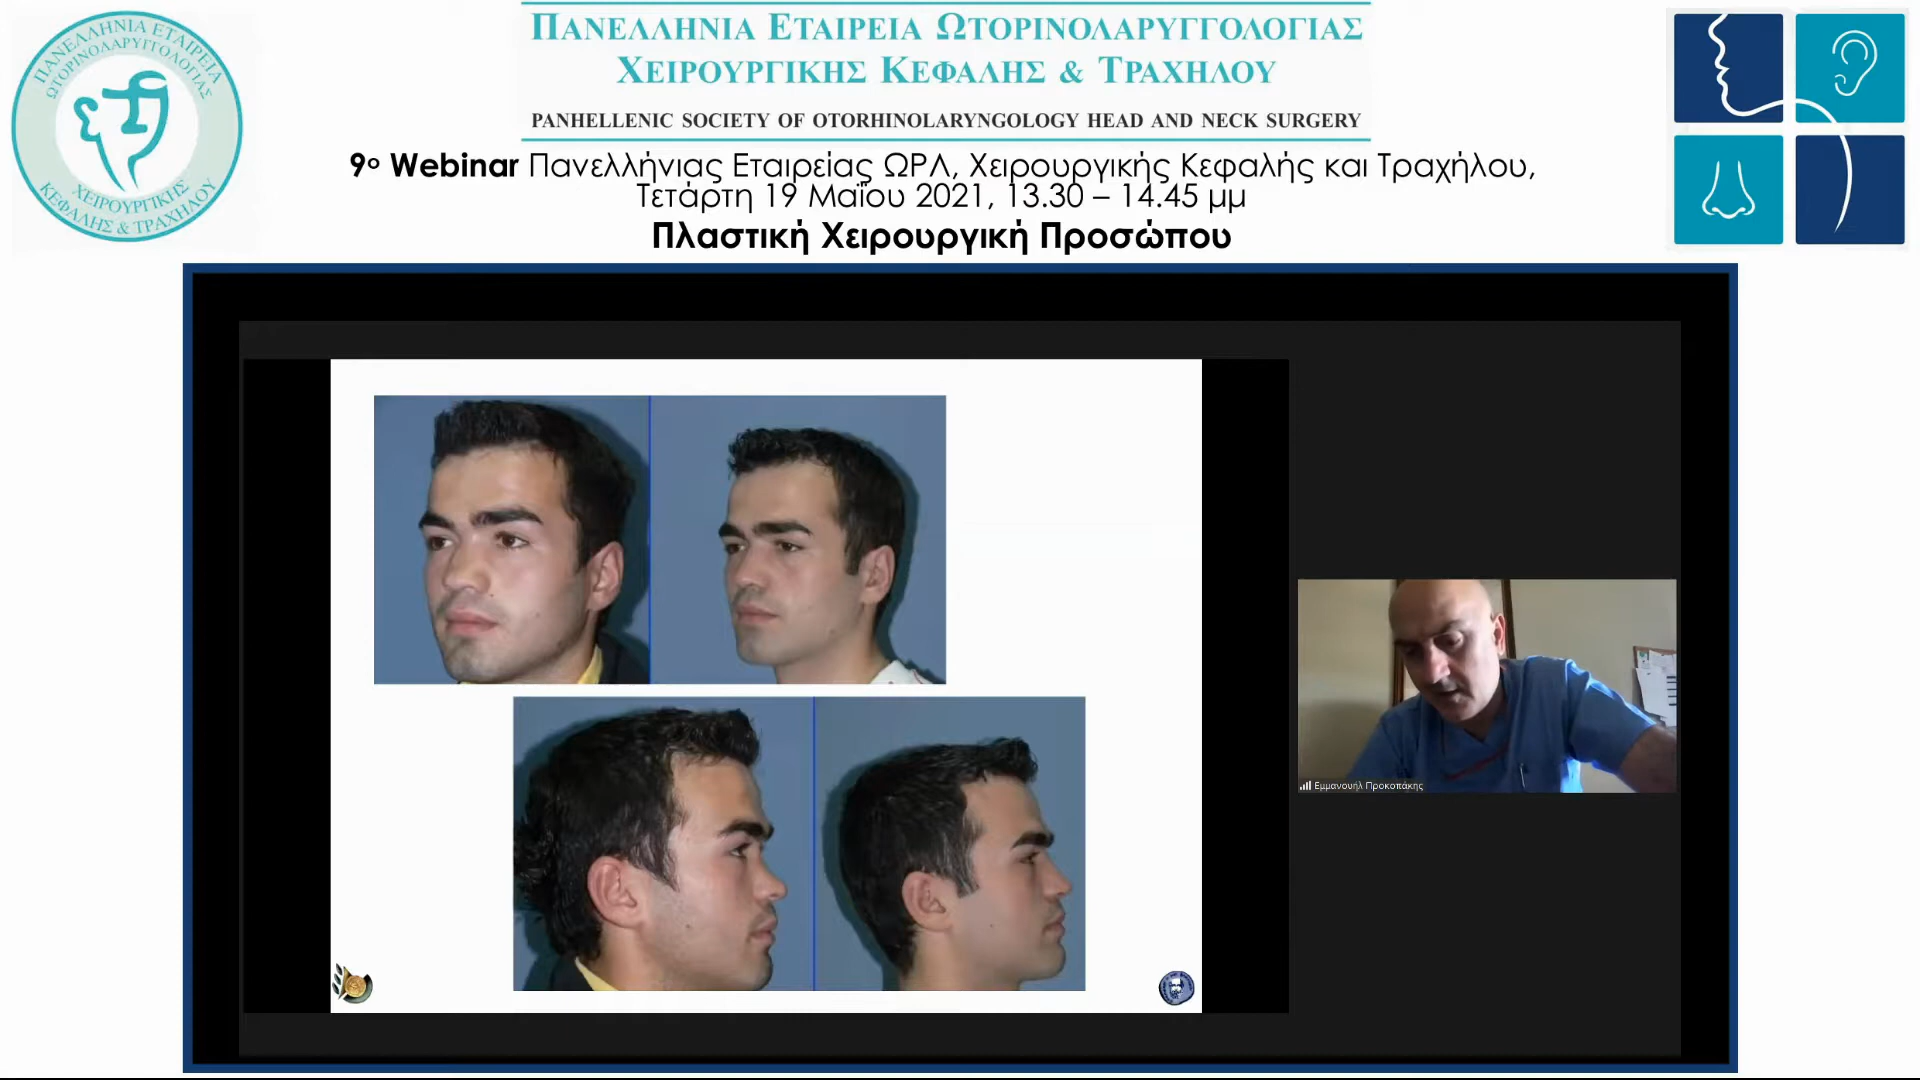 ΠΑΝΕΛΛΗΝΙΑ ΕΤΑΙΡΕΙΑ
ΩΤΟΡΙΝΟΛΑΡΥΓΓΟΛΟΓΙΑΣ
ΧΕΙΡΟΥΡΓΙΚΗΣ
ΚΕΦΑΛΗΣ & ΤΡΑΧΗΛΟΥ
ΠΑΝΕΛΛΗΝΙΑ ΕΤΑΙΡΕΙΑ ΩΤΟΡΙΝΟΛΑΡΥΓΓΟΛΟΓΙΑΣ
ΧΕΙΡΟΥΡΓΙΚΗΣ ΚΕΦΑΛΗΣ & ΤΡΑΧΗΛΟΥ
PANHELLENIC SOCIETY OF OTORHINOLARYNGOLOGY HEAD AND NECK SURGERY
9ο Webinar Πανελλήνιας Εταιρείας ΩΡΛ, Χειρουργικής Κεφαλής και Τραχήλου,
Τετάρτη 19 Μαΐου 2021, 13.30 – 14.45 μμ
Πλαστική Χειρουργική Προσώπου
Εμμανουήλ Προκοπάκης